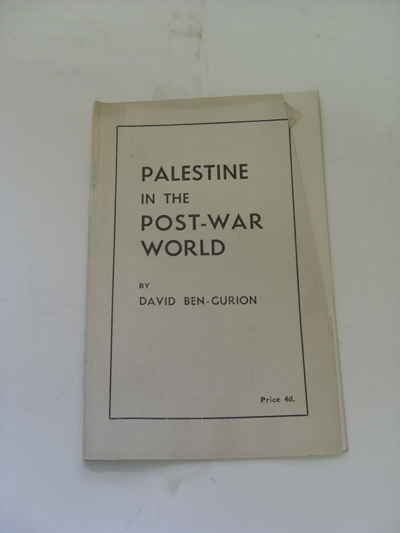 PALESTINE
IN THE
POST-WAR
WORLD
BY
DAVID BEN-GURION
Price 4d.